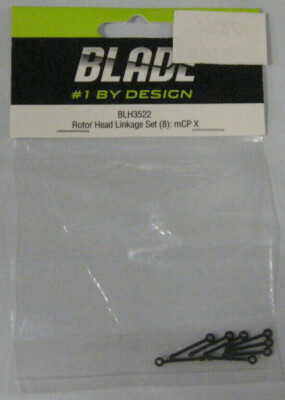 BLADE
#1 BY DESIGN
BLH3522
Rotor Head Linkage Set (8): mCP X